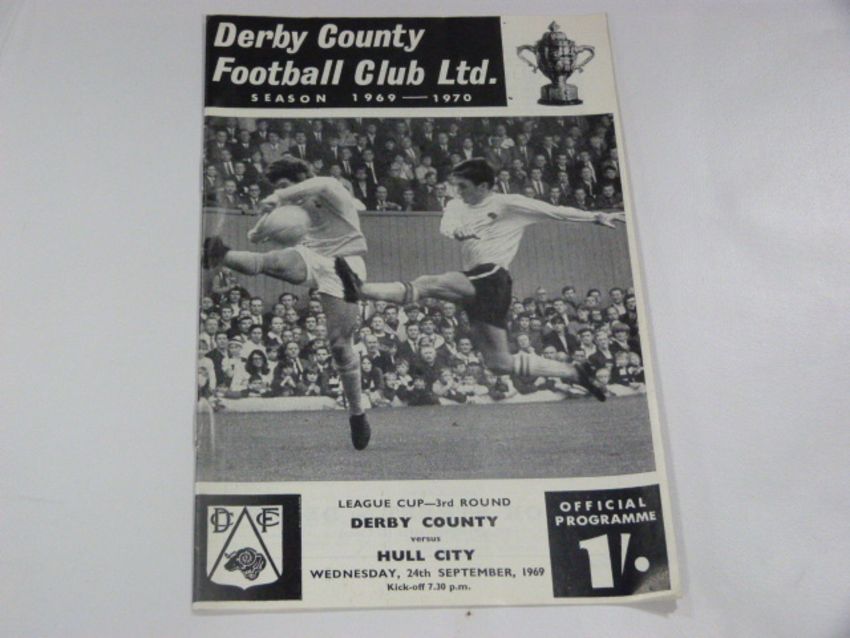 Derby County
Football Club Ltd.
SEASON 1969 — 1970
DCFC
LEAGUE CUP—3rd ROUND
DERBY COUNTY
versus
HULL CITY
WEDNESDAY, 24th SEPTEMBER, 1969
Kick-off 7.30 p.m.
OFFICIAL
PROGRAMME
1/-